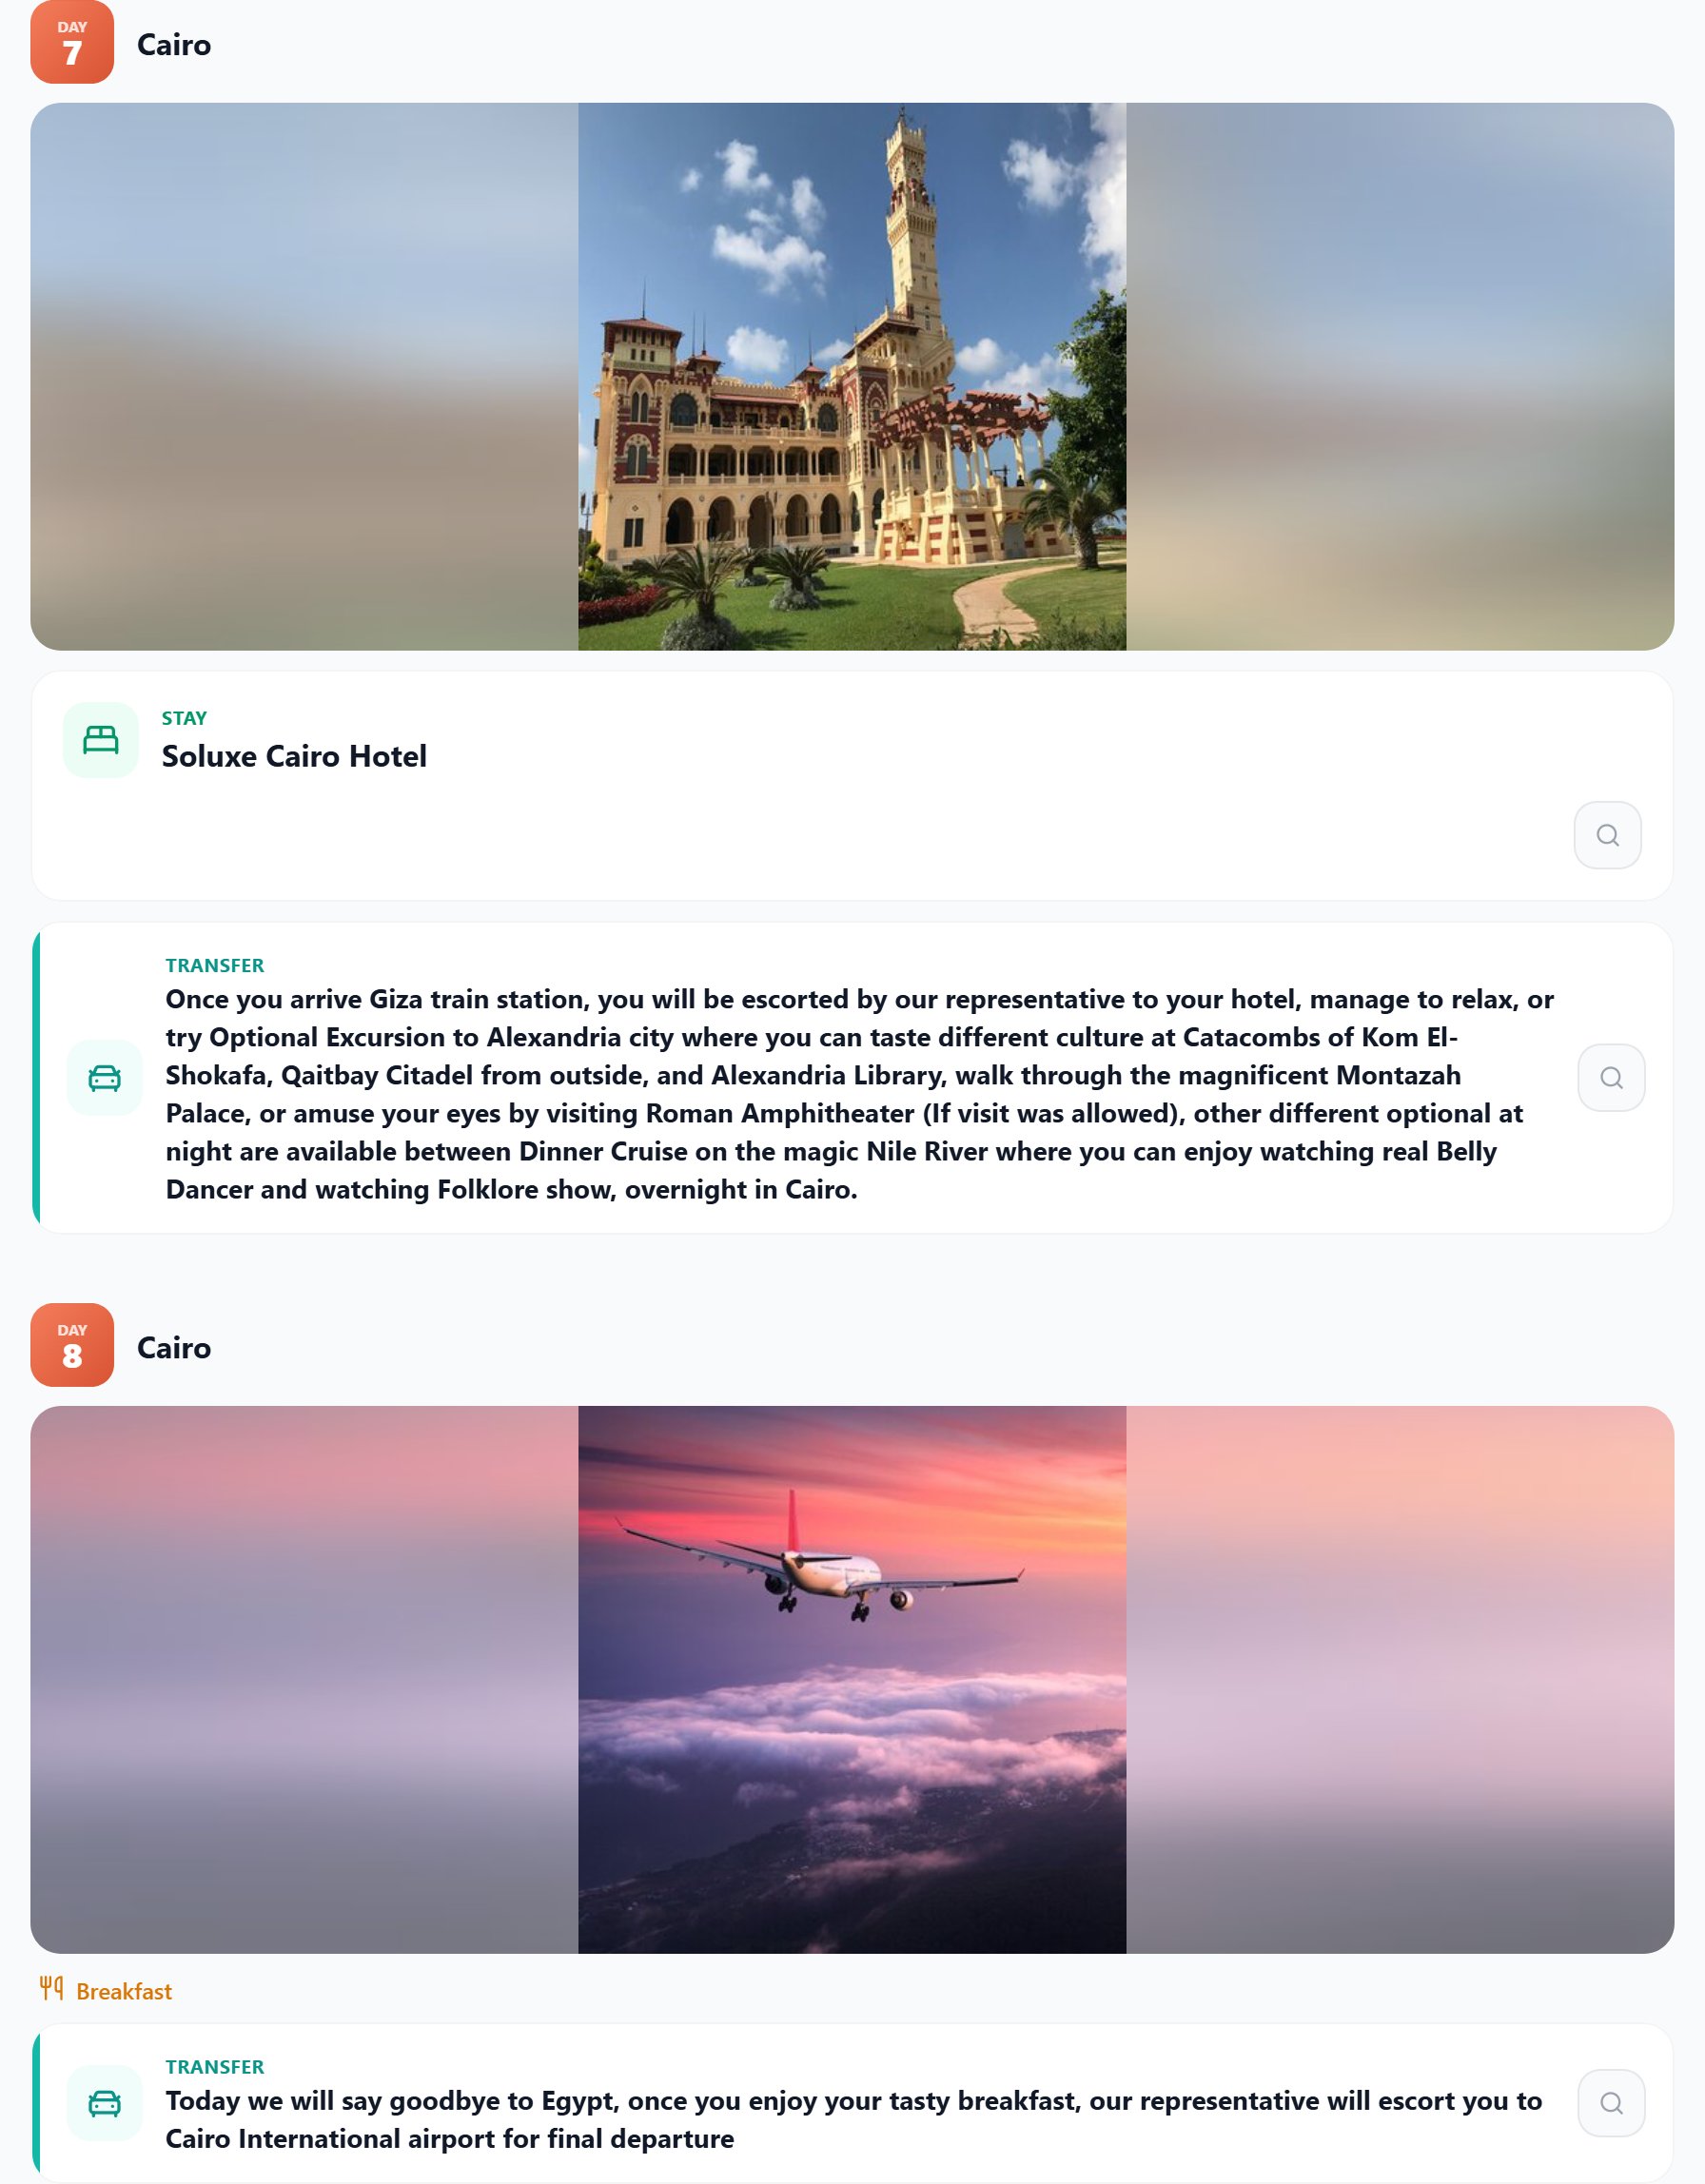 DAY
7
Cairo
STAY
Soluxe Cairo Hotel
TRANSFER
Once you arrive Giza train station, you will be escorted by our representative to your hotel, manage to relax, or
try Optional Excursion to Alexandria city where you can taste different culture at Catacombs of Kom El-
Shokafa, Qaitbay Citadel from outside, and Alexandria Library, walk through the magnificent Montazah
Palace, or amuse your eyes by visiting Roman Amphitheater (If visit was allowed), other different optional at
night are available between Dinner Cruise on the magic Nile River where you can enjoy watching real Belly
Dancer and watching Folklore show, overnight in Cairo.
DAY
8
Cairo
Breakfast
TRANSFER
Today we will say goodbye to Egypt, once you enjoy your tasty breakfast, our representative will escort you to
Cairo International airport for final departure